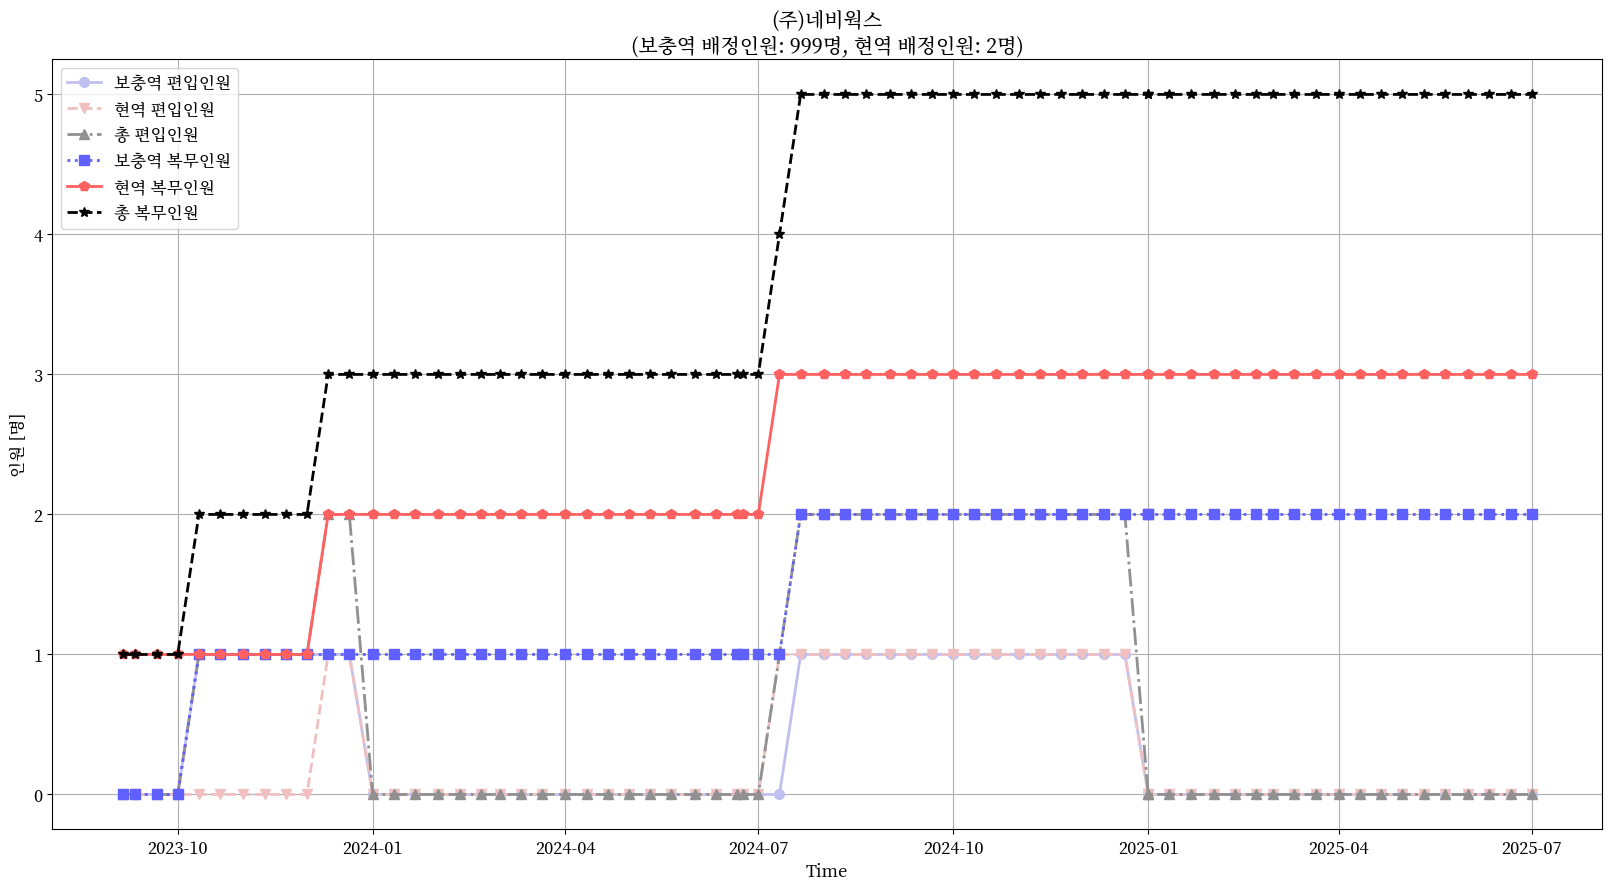 (주)네비웍스
(보충역 배정인원: 999명, 현역 배정인원: 2명)
보충역 편입인원
현역 편입인원
총 편입인원
보충역 복무인원
현역 복무인원
총 복무인원
5
4
3
2
1
0
인원 [명]
2023-10
2024-01
2024-04
2024-07
2024-10
2025-01
2025-04
2025-07
Time